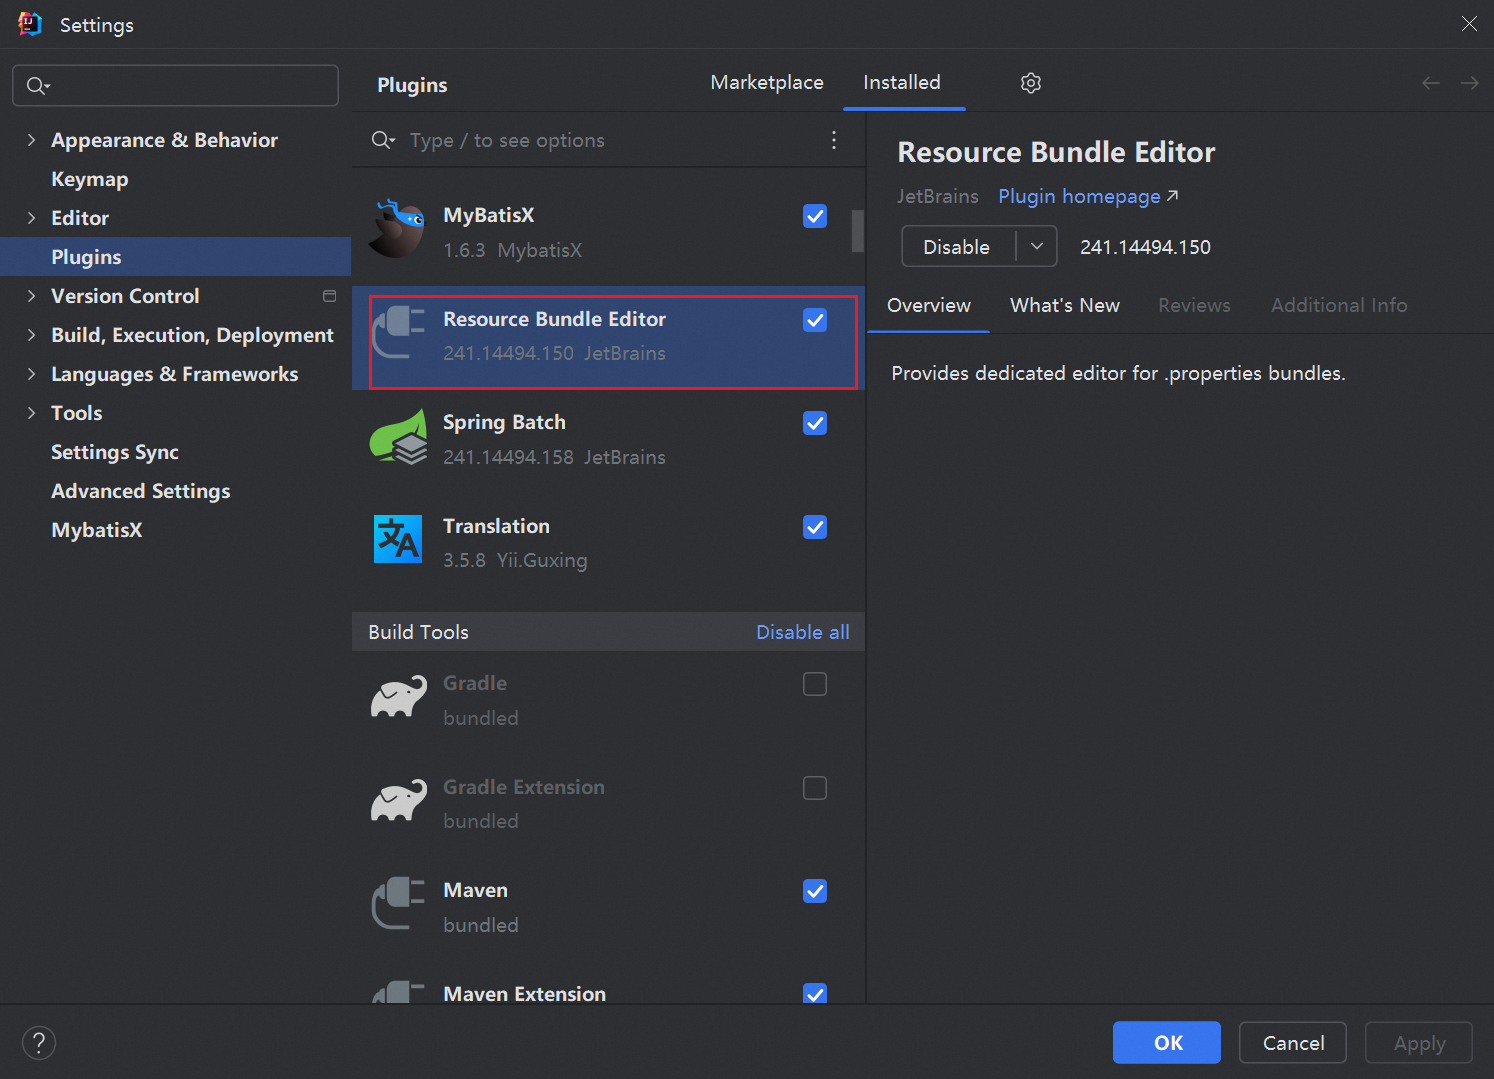 Settings
Plugins
Marketplace
Installed
Appearance & Behavior
Keymap
Editor
Plugins
Version Control
Build, Execution, Deployment
Languages & Frameworks
Tools
Settings Sync
Advanced Settings
MybatisX
Type / to see options
MyBatisX
1.6.3 MybatisX
Resource Bundle Editor
241.14494.150 JetBrains
Spring Batch
241.14494.158 JetBrains
Translation
3.5.8 Yii.Guxing
Build Tools
Disable all
Gradle
bundled
Gradle Extension
bundled
Maven
bundled
Maven Extension
Resource Bundle Editor
JetBrains Plugin homepage
Disable
241.14494.150
Overview
What's New
Reviews
Additional Info
Provides dedicated editor for .properties bundles.
?
OK
Cancel
Apply